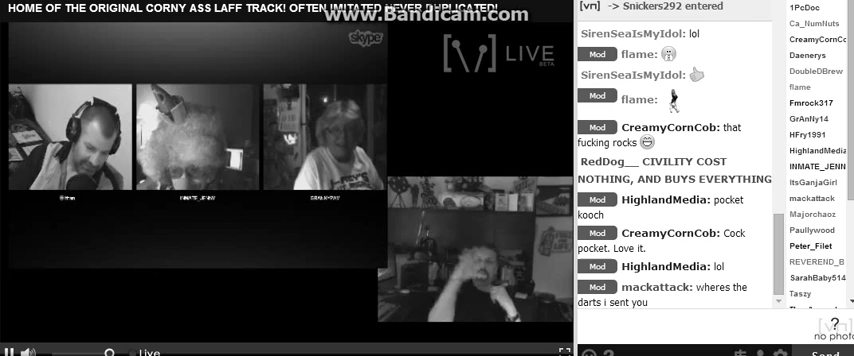 HOME OF THE ORIGINAL CORNY ASS LAFF TRACK! OFTEN IMITATED NEVER DUPLICATED!
www.Bandicam.com
skype
[V] LIVE
BETA
INMATE_JENNY
Live
[vn] -> Snickers292 entered
SirenSeaIsMyIdol: lol
Mod flame:
SirenSeaIsMyIdol:
Mod flame:
Mod CreamyCornCob: that
fucking rocks
RedDog__ CIVILITY COST
NOTHING, AND BUYS EVERYTHING
Mod HighlandMedia: pocket
kooch
Mod CreamyCornCob: Cock
pocket. Love it.
Mod HighlandMedia: lol
Mod mackattack: wheres the
darts i sent you
1PcDoc
Ca_NumNuts
CreamyCornCo
Daenerys
DoubleDBrew
flame
Fmrock317
GrAnNy14
HFry1991
HighlandMedia
INMATE_JENN
ItsGanjaGirl
mackattack
Majorchaoz
Paullywood
Peter_Filet
REVEREND_B
SarahBaby514
Taszy
?
[vn]
no photo
Send